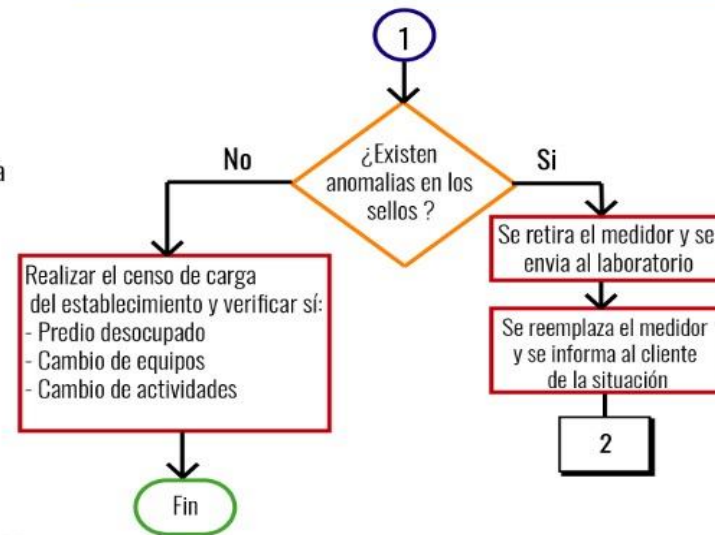 1
¿Existen
anomalias en los
sellos ?
No
Si
Realizar el censo de carga
del establecimiento y verificar sí:
- Predio desocupado
- Cambio de equipos
- Cambio de actividades
Fin
Se retira el medidor y se
envia al laboratorio
Se reemplaza el medidor
y se informa al cliente
de la situación
2